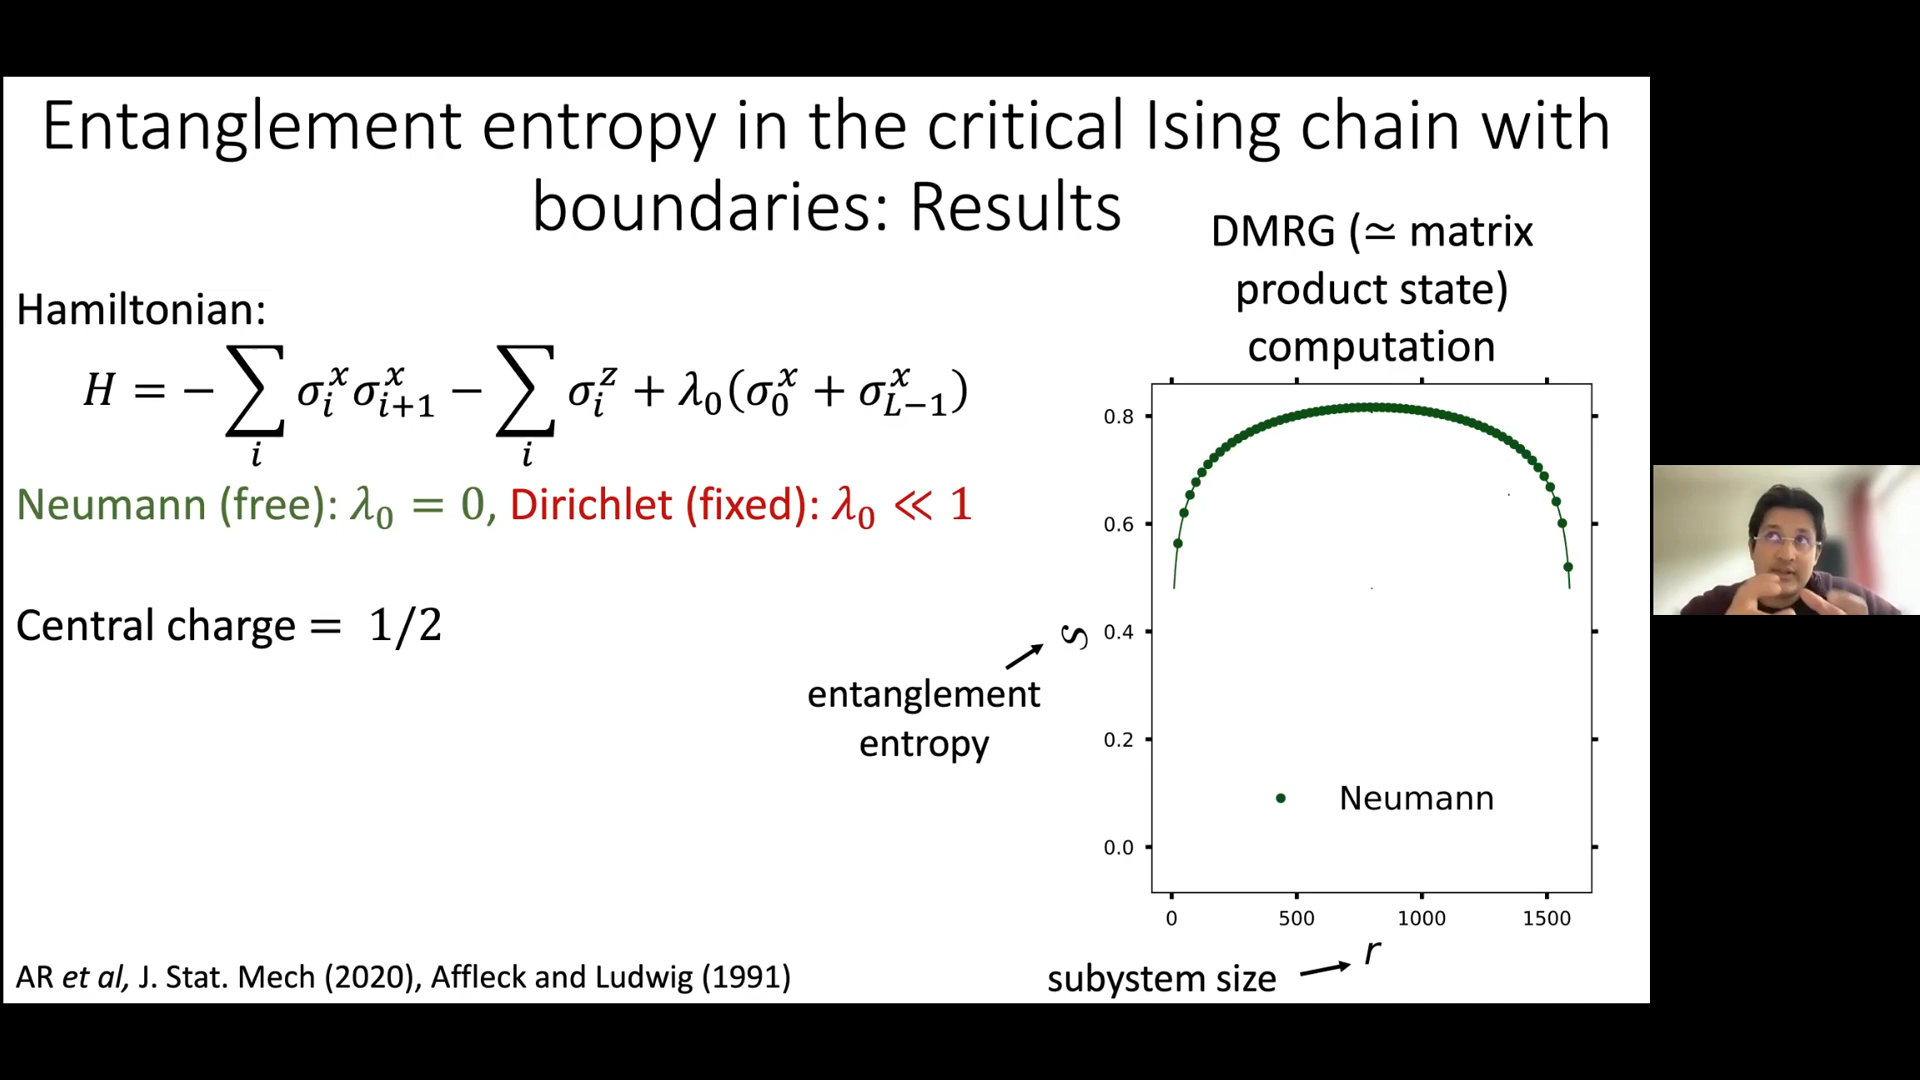 Entanglement entropy in the critical Ising chain with
boundaries: Results
DMRG (≃ matrix
product state)
computation
Hamiltonian:
H = − ∑_i σ_i^x σ_{i+1}^x − ∑_i σ_i^z + λ_0(σ_0^x + σ_{L−1}^x)
Neumann (free): λ_0 = 0, Dirichlet (fixed): λ_0 ≪ 1
Central charge = 1/2
entanglement
entropy
S
0.8
0.6
0.4
0.2
0.0
Neumann
0 500 1000 1500
r
subystem size
AR et al, J. Stat. Mech (2020), Affleck and Ludwig (1991)